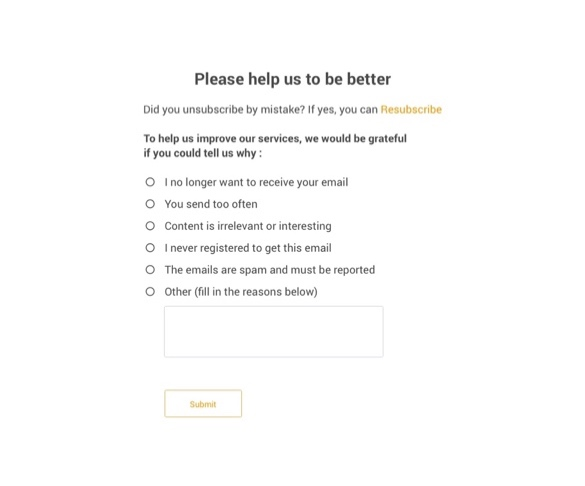 Please help us to be better
Did you unsubscribe by mistake? If yes, you can Resubscribe
To help us improve our services, we would be grateful
if you could tell us why :
I no longer want to receive your email
You send too often
Content is irrelevant or interesting
I never registered to get this email
The emails are spam and must be reported
Other (fill in the reasons below)
Submit